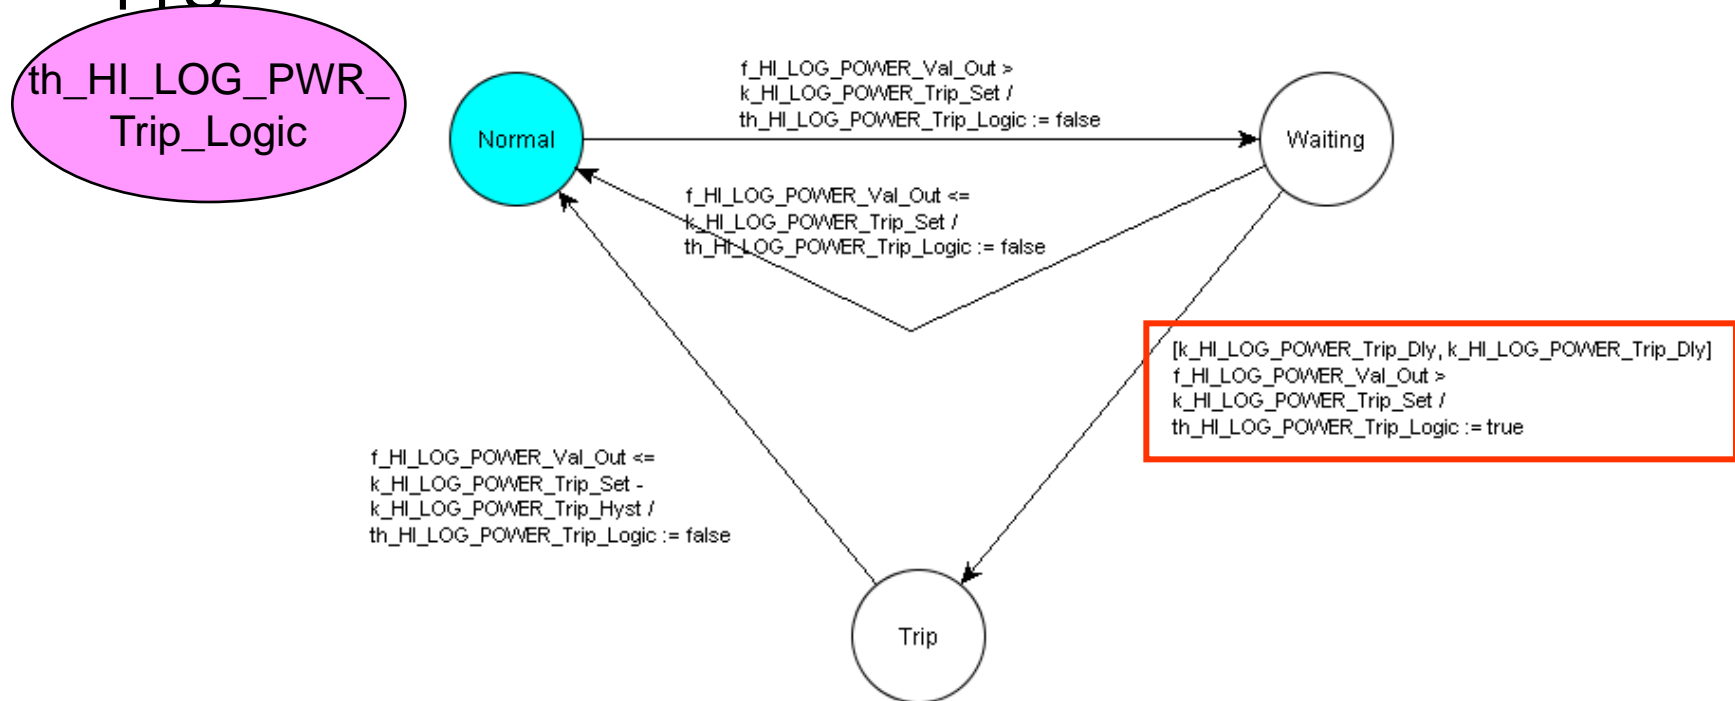 th_HI_LOG_PWR_
Trip_Logic
Normal
f_HI_LOG_POWER_Val_Out >
k_HI_LOG_POWER_Trip_Set /
th_HI_LOG_POWER_Trip_Logic := false
Waiting
f_HI_LOG_POWER_Val_Out <=
k_HI_LOG_POWER_Trip_Set /
th_HI_LOG_POWER_Trip_Logic := false
[k_HI_LOG_POWER_Trip_Dly, k_HI_LOG_POWER_Trip_Dly]
f_HI_LOG_POWER_Val_Out >
k_HI_LOG_POWER_Trip_Set /
th_HI_LOG_POWER_Trip_Logic := true
f_HI_LOG_POWER_Val_Out <=
k_HI_LOG_POWER_Trip_Set -
k_HI_LOG_POWER_Trip_Hyst /
th_HI_LOG_POWER_Trip_Logic := false
Trip